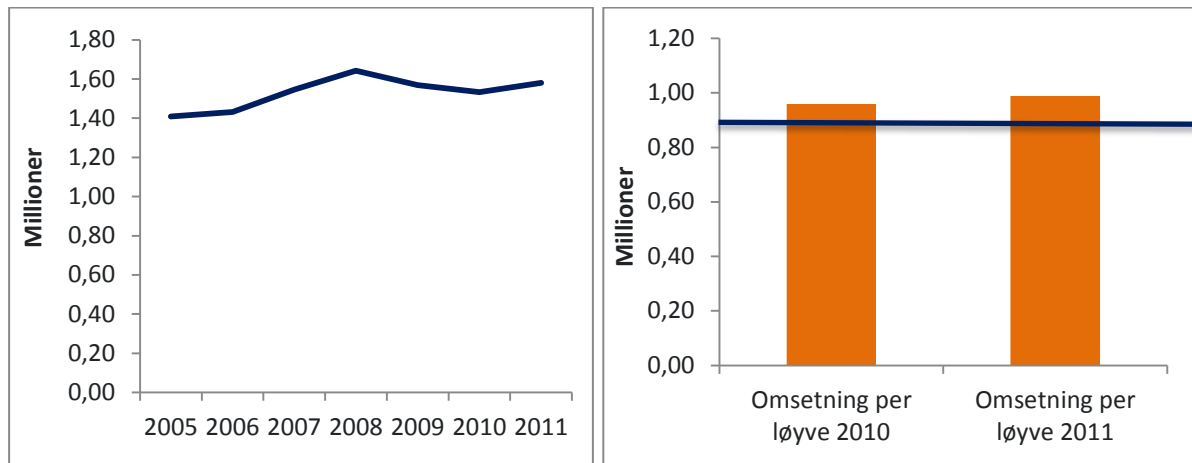 Millioner
1,80
1,60
1,40
1,20
1,00
0,80
0,60
0,40
0,20
0,00
2005 2006 2007 2008 2009 2010 2011
Millioner
1,20
1,00
0,80
0,60
0,40
0,20
0,00
Omsetning per
løyve 2010
Omsetning per
løyve 2011